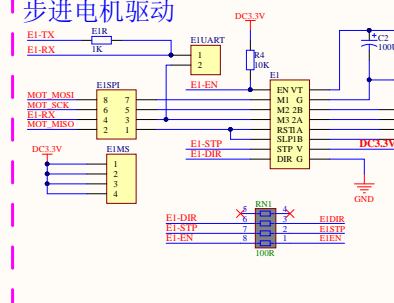 步进电机驱动
DC3.3V
E1-TX
E1R
E1UART
E1-RX
1K
1
2
R4
10K
C2
100U
E1-EN
E1
EN VT
M1 G
M2 2B
M3 2A
RST1A
SLP1B
STP V
DIR G
E1SPI
MOT_MOSI
8 7
MOT_SCK
6 5
E1-RX
4 3
MOT_MISO
2 1
DC3.3V
E1MS
1
2
3
4
E1-STP
E1-DIR
DC3.3V
GND
RN1
5 4
E1-DIR
6 3
E1DIR
E1-STP
7 2
E1STP
E1-EN
8 1
E1EN
100R